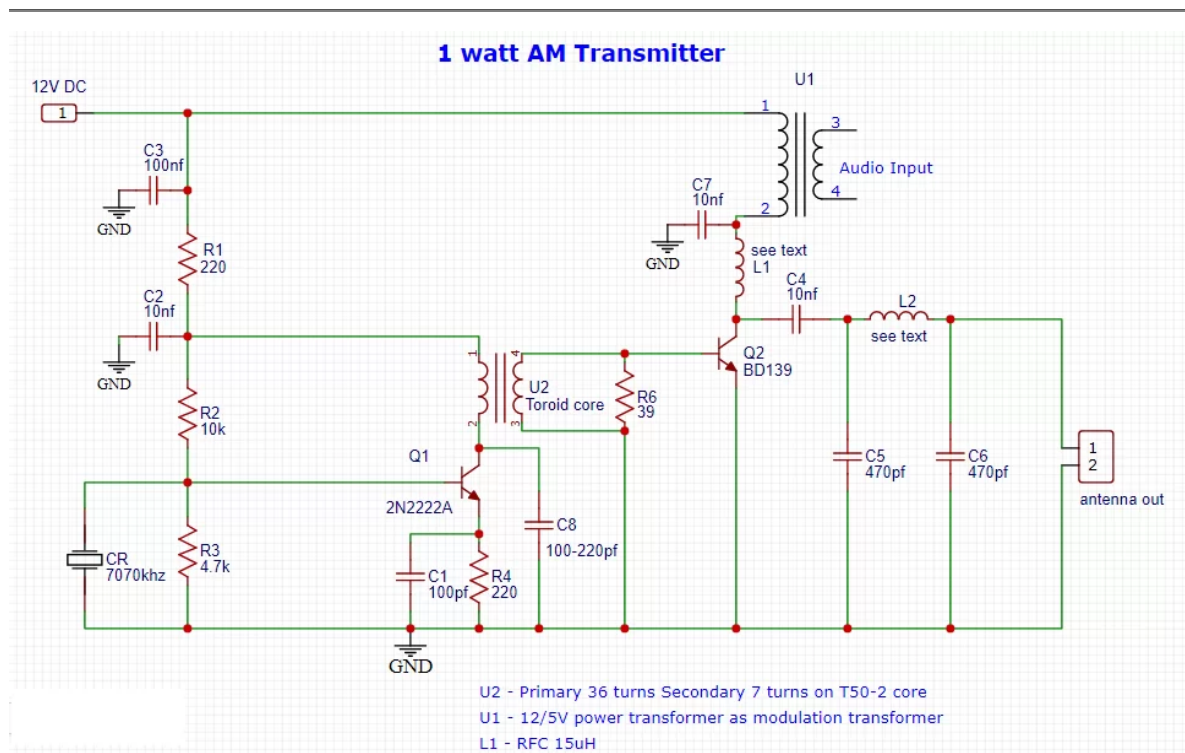 1 watt AM Transmitter
U1
12V DC
1
1
3
C3
100nf
Audio Input
C7
10nf
4
2
GND
R1
220
see text
L1
GND
C4
10nf
C2
10nf
L2
see text
1
4
Q2
BD139
GND
U2
Toroid core
R6
39
R2
10k
2
3
Q1
1
2
C5
470pf
C6
470pf
antenna out
2N2222A
C8
100-220pf
CR
7070khz
R3
4.7k
C1
100pf
R4
220
GND
U2 - Primary 36 turns Secondary 7 turns on T50-2 core
U1 - 12/5V power transformer as modulation transformer
L1 - RFC 15uH